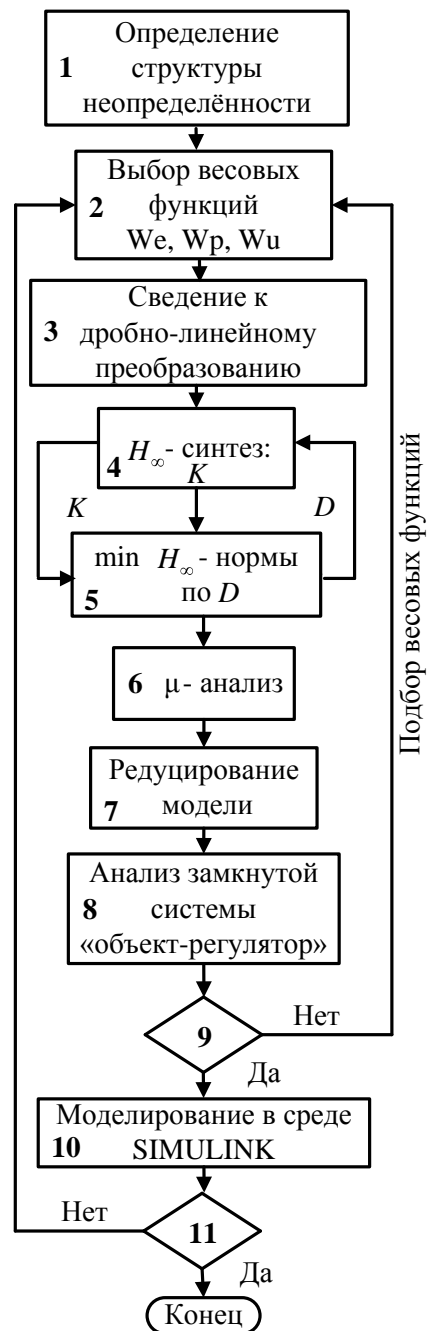 Определение
1 структуры
неопределённости
Выбор весовых
2 функций
We, Wp, Wu
Сведение к
3 дробно-линейному
преобразованию
H∞- синтез:
4 K
K
D
min H∞- нормы
5 по D
6 μ- анализ
Редуцирование
7 модели
Анализ замкнутой
8 системы
«объект-регулятор»
9
Нет
Да
Подбор весовых функций
Моделирование в среде
10 SIMULINK
Нет
11
Да
Конец